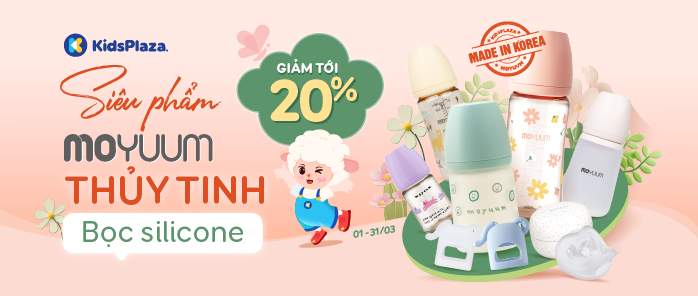 KidsPlaza.
Siêu phẩm
moyuum
THỦY TINH
Bọc silicone
GIẢM TỚI
20%
01 - 31/03
KIDSPLAZA
MADE IN KOREA
MOYUUM
moyuum
moyuum